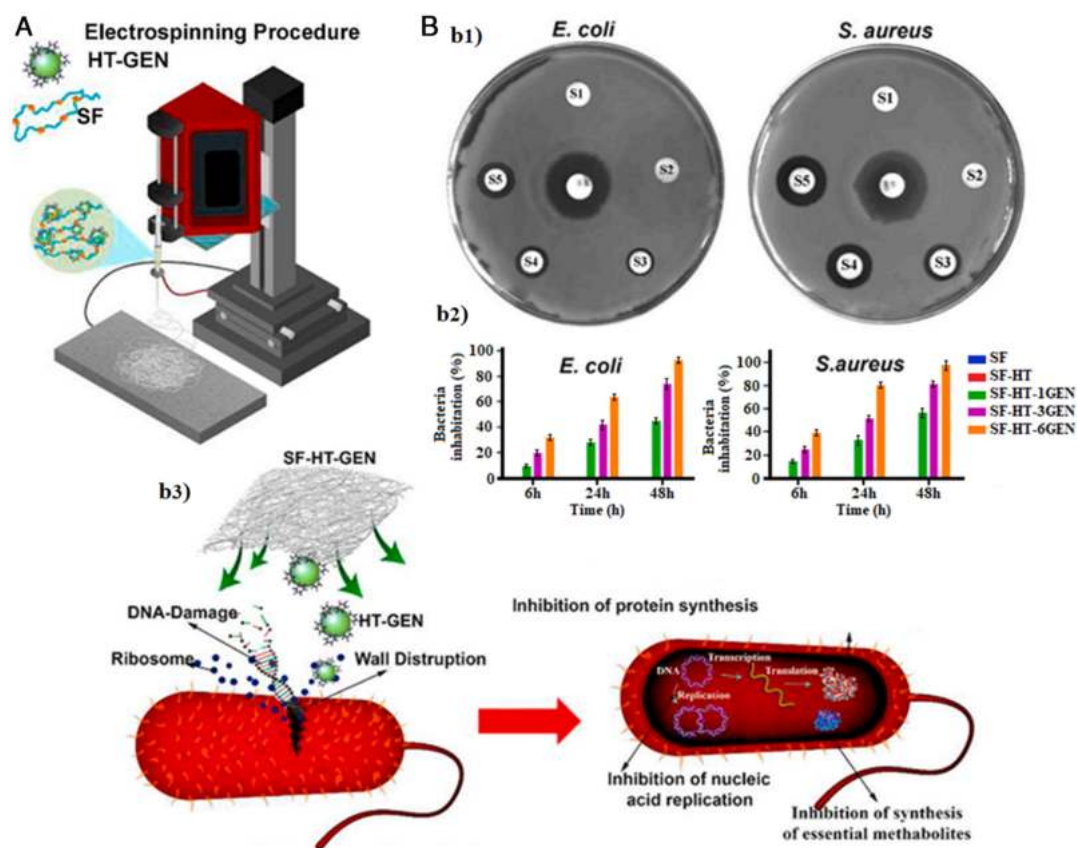 A
Electrospinning Procedure
HT-GEN
SF
B
b1)
E. coli
S1
S2
S3
S4
S5
S. aureus
S1
S2
S3
S4
S5
b2)
Bacteria
inhabitation (%)
100
80
60
40
20
0
E. coli
6h
24h
48h
Time (h)
Bacteria
inhabitation (%)
100
80
60
40
20
0
S.aureus
6h
24h
48h
Time (h)
SF
SF-HT
SF-HT-1GEN
SF-HT-3GEN
SF-HT-6GEN
b3)
SF-HT-GEN
DNA-Damage
HT-GEN
Ribosome
Wall Distruption
Inhibition of protein synthesis
DNA
Transcription
Translation
Replication
Inhibition of nucleic
acid replication
Inhibition of synthesis
of essential methabolites